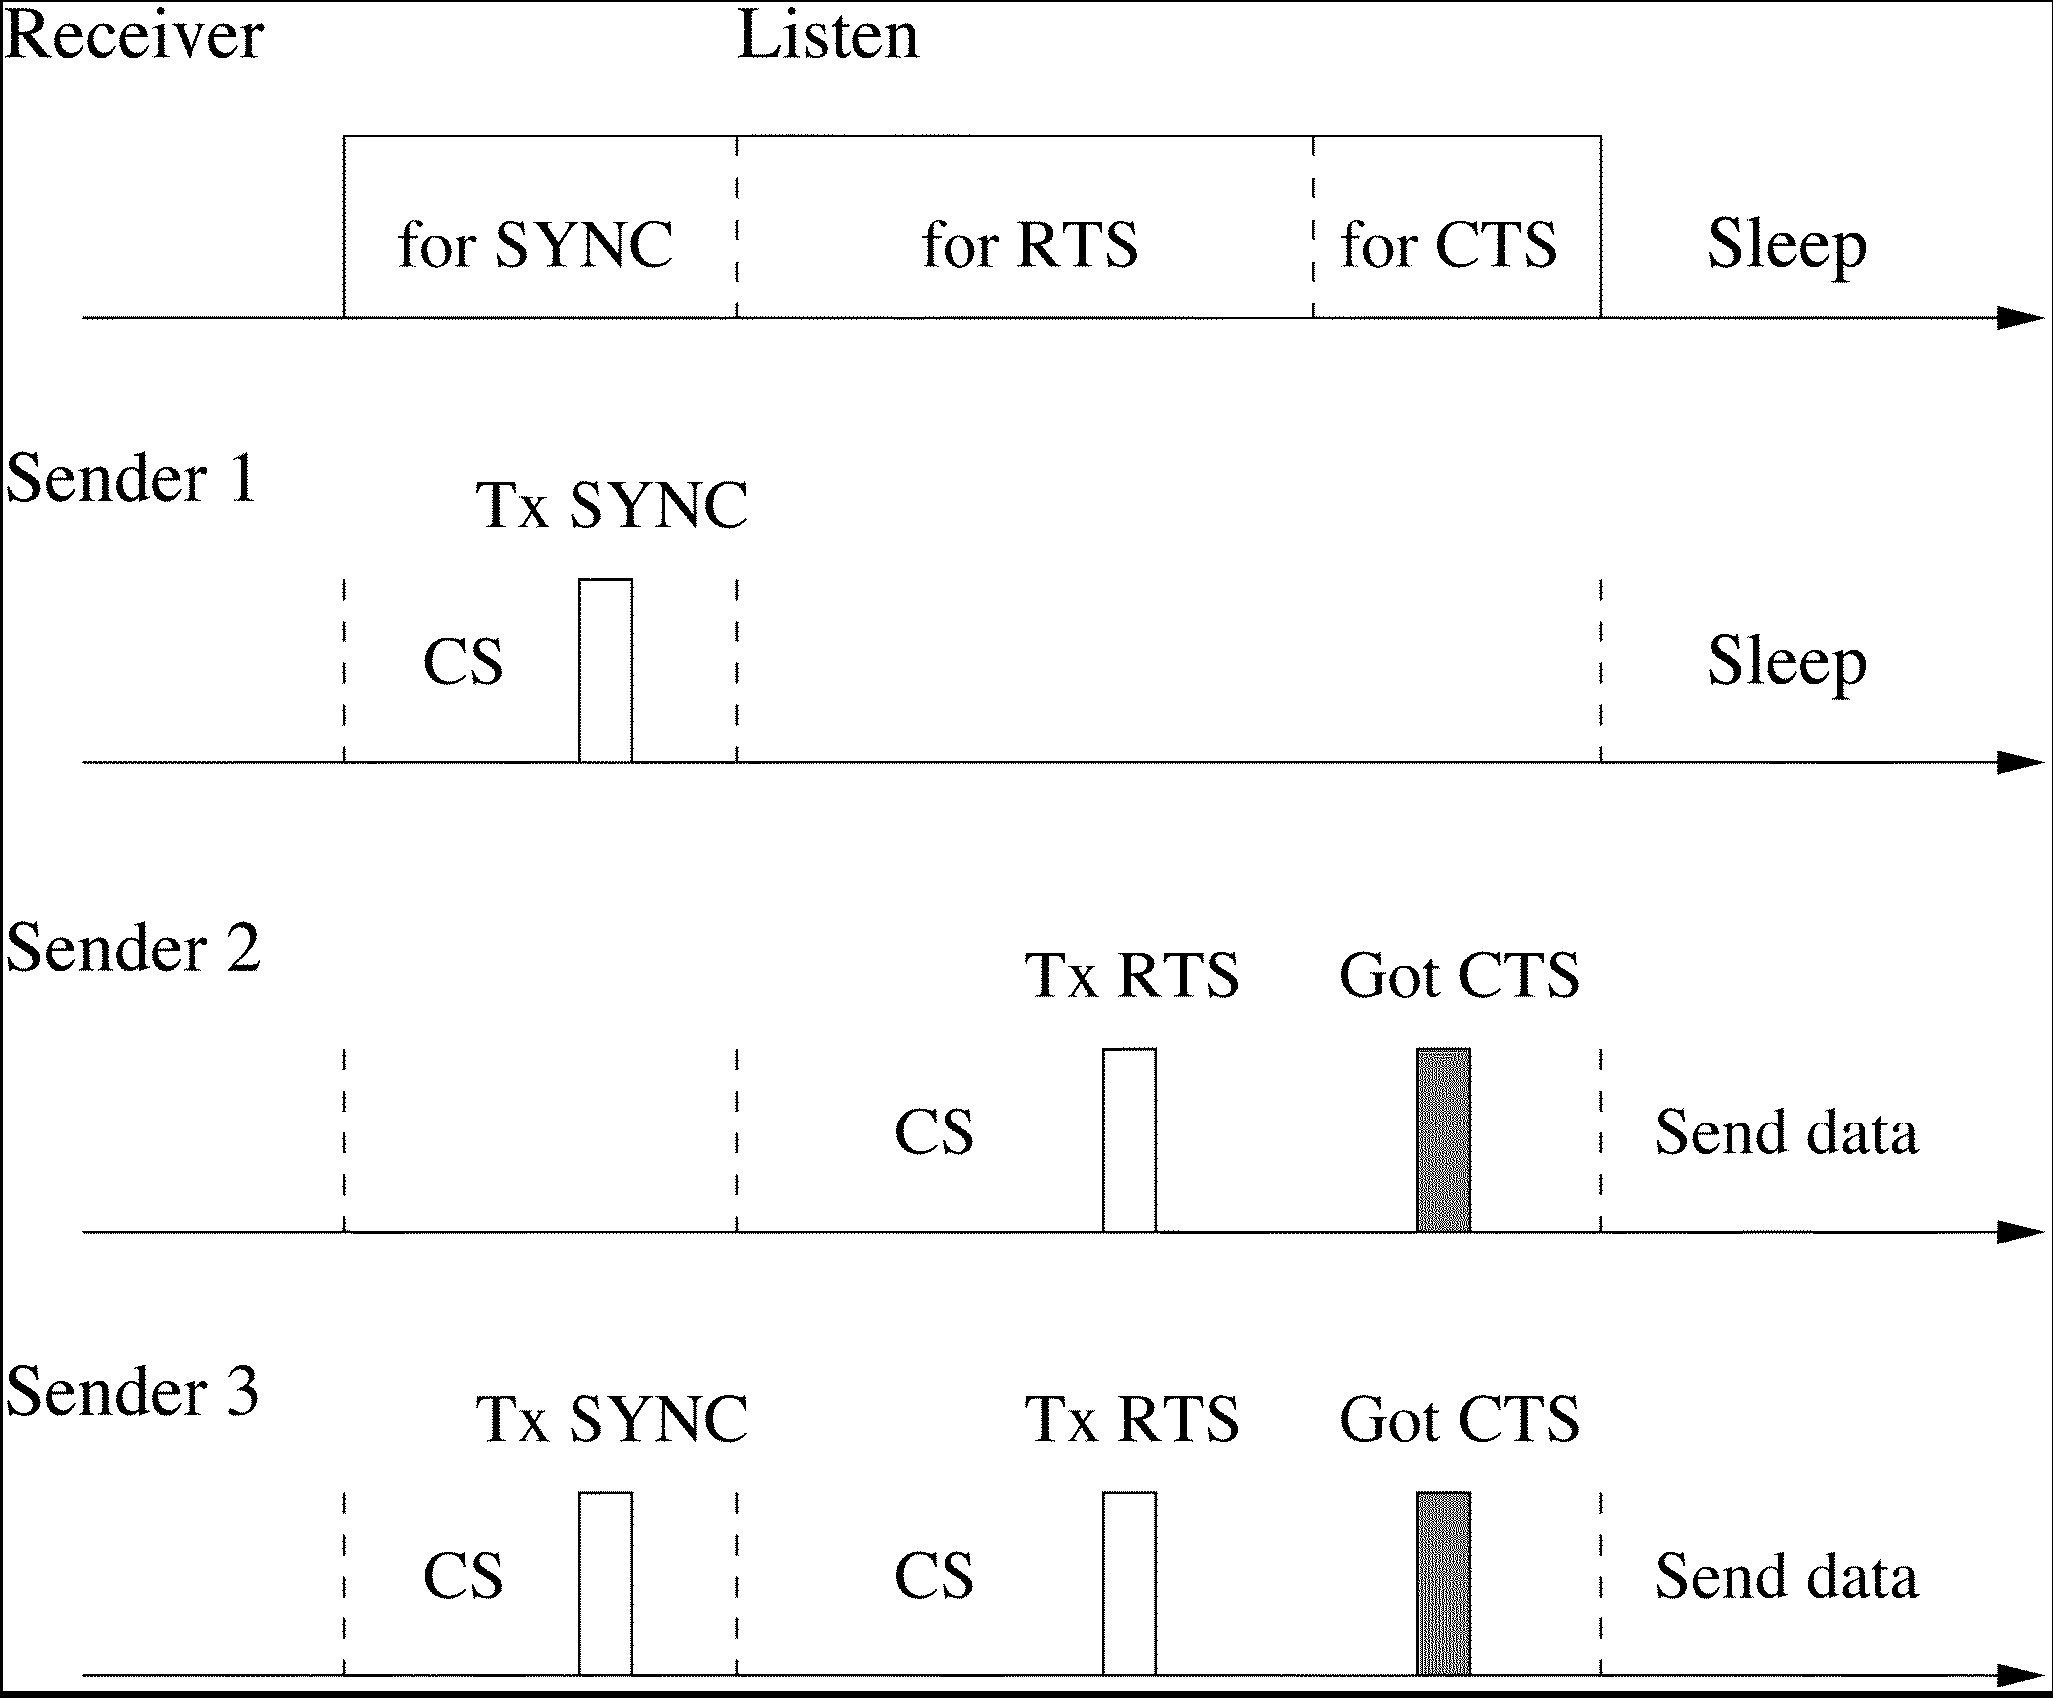 Receiver Listen
for SYNC for RTS for CTS Sleep
Sender 1
Tx SYNC
CS Sleep
Sender 2
Tx RTS Got CTS
CS Send data
Sender 3
Tx SYNC Tx RTS Got CTS
CS CS Send data